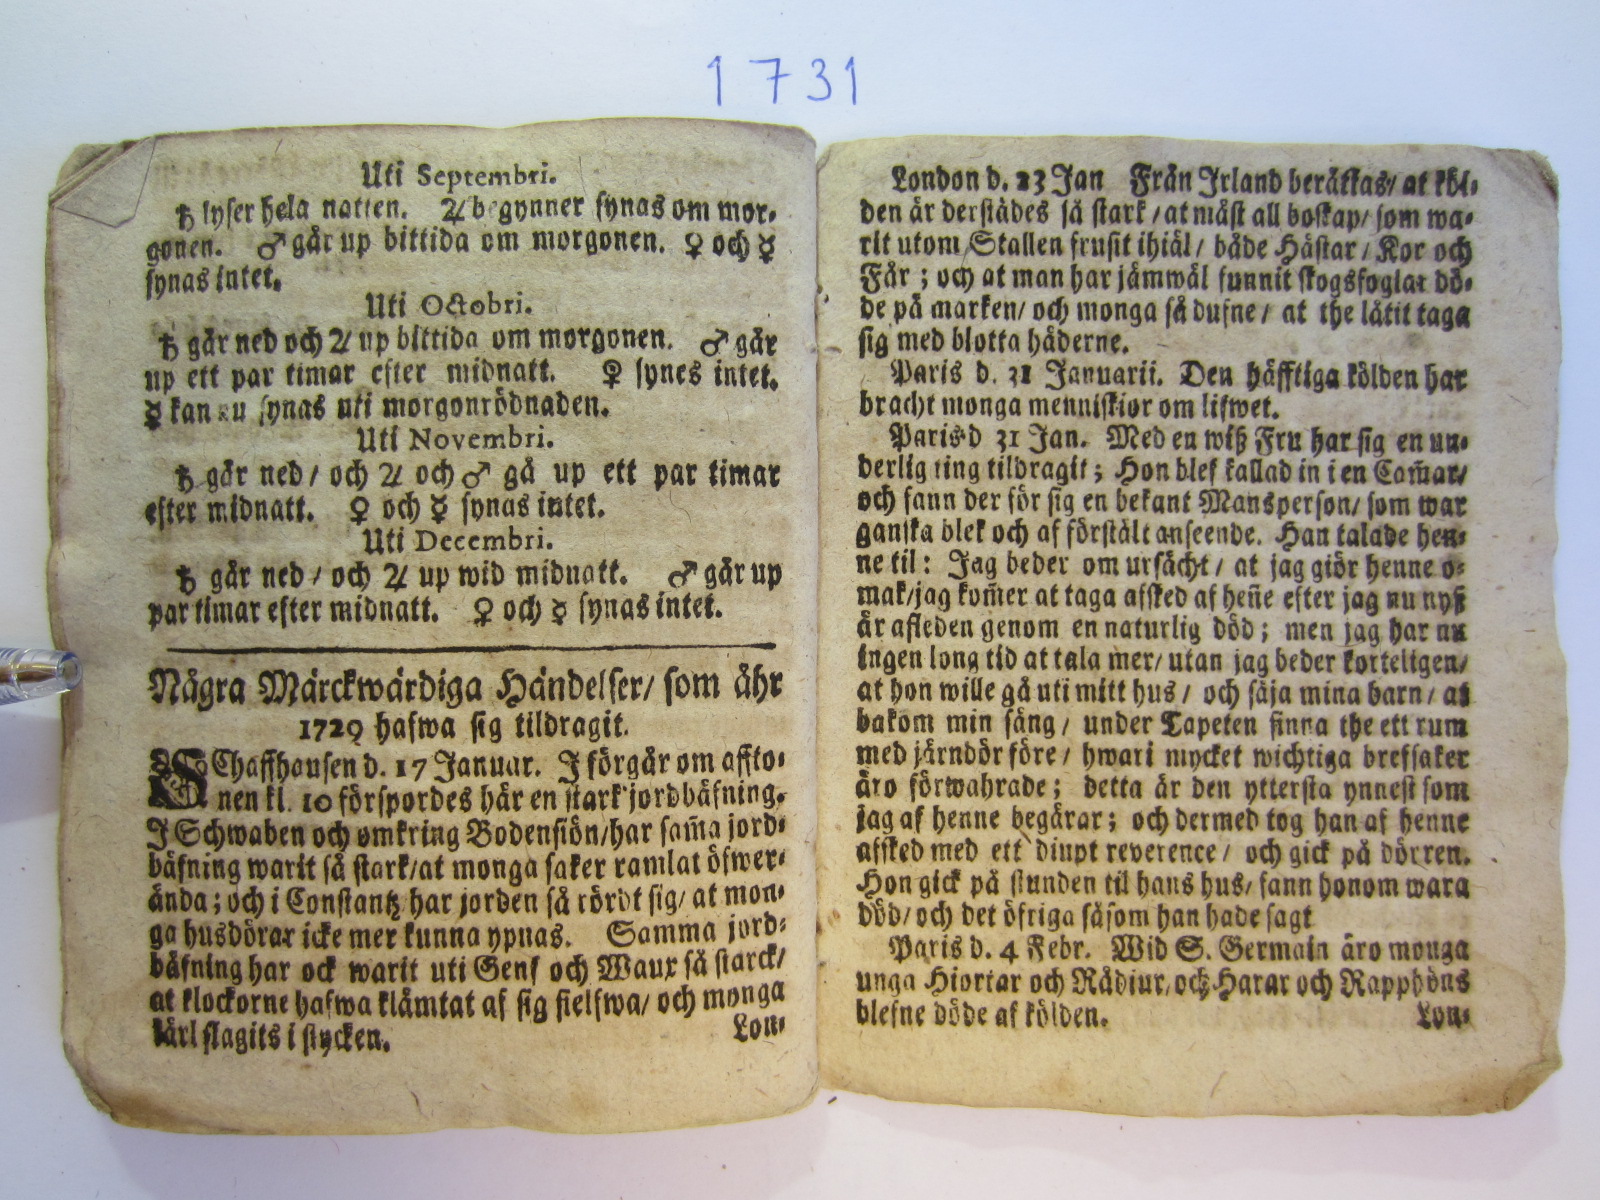 1731
Uti Septembri.
♄ lyser hela natten. ♃ begynner synas om mor-
gonen. ♂ går up bittida om morgonen. ♀ och ☿
synas intet.
Uti Octobri.
♄ går ned och ♃ up bittida om morgonen. ♂ går
up ett par timar efter midnatt. ♀ synes intet.
☿ kan nu synas uti morgonrödnaden.
Uti Novembri.
♄ går ned / och ♃ och ♂ gå up ett par timar
efter midnatt. ♀ och ☿ synas intet.
Uti Decembri.
♄ går ned / och ♃ up wid midnatt. ♂ går up
par timar efter midnatt. ♀ och ☿ synas intet.
Några Märckwärdiga Händelser/ som åhr
1729 hafwa sig tildragit.
SChaffhausen d. 17 Januar. I förgår om affto-
nen kl. 10 förspordes här en stark jordbäfning.
I Schwaben och omkring Bodensiön/har sam̃a jord-
bäfning warit så stark/at monga saker ramlat öfwer-
ända; och i Constantz har jorden så rördt sig/ at mon-
ga husdörar icke mer kunna ypnas. Samma jord-
bäfning har ock warit uti Genf och Waux så starck/
at klockorne hafwa klämtat af sig sielfwa/ och monga
kärl slagits i stycken.
Lon-
London d. 23 Jan Från Irland berättas/ at köl-
den är derstädes så stark /at mäst all boskap/ som wa-
rit utom Stallen frusit ihiäl/ både Hästar / Kor och
Får ; och at man har jämwäl funnit skogsfoglar dö-
de på marken/ och monga så dufne / at the låtit taga
sig med blotta händerne.
Paris d. 31 Januarii. Den häfftiga kölden har
bracht monga menniskior om lifwet.
Paris d 31 Jan. Med en wiß Fru har sig en un-
derlig ting tildragit; Hon blef kallad in i en Cam̃ar/
och fann der för sig en bekant Mansperson/ som war
ganska blek och af förstält anseende. Han talade hen-
ne til: Jag beder om ursächt / at jag giör henne o-
mak/jag kom̃er at taga afsked af hen̄e efter jag nu nyß
är afleden genom en naturlig död; men jag har nu
ingen long tid at tala mer/ utan jag beder korteligen/
at hon wille gå uti mitt hus / och säja mina barn / at
bakom min säng / under Tapeten finna the ett rum
med järndör före / hwari mycket wichtiga brefsaker
äro förwahrade; detta är den yttersta ynnest som
jag af henne begärar; och dermed tog han af henne
afsked med ett diupt reverence / och gick på dörren.
Hon gick på stunden til hans hus/ fann honom wara
död/ och det öfriga såsom han hade sagt
Paris d. 4 Febr. Wid S. Germain äro monga
unga Hiortar och Rådiur/ och Harar och Rapphöns
blefne döde af kölden.
Lon-